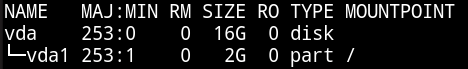 NAME   MAJ:MIN RM SIZE RO TYPE MOUNTPOINT
vda    253:0    0  16G  0 disk
└─vda1 253:1    0   2G  0 part /